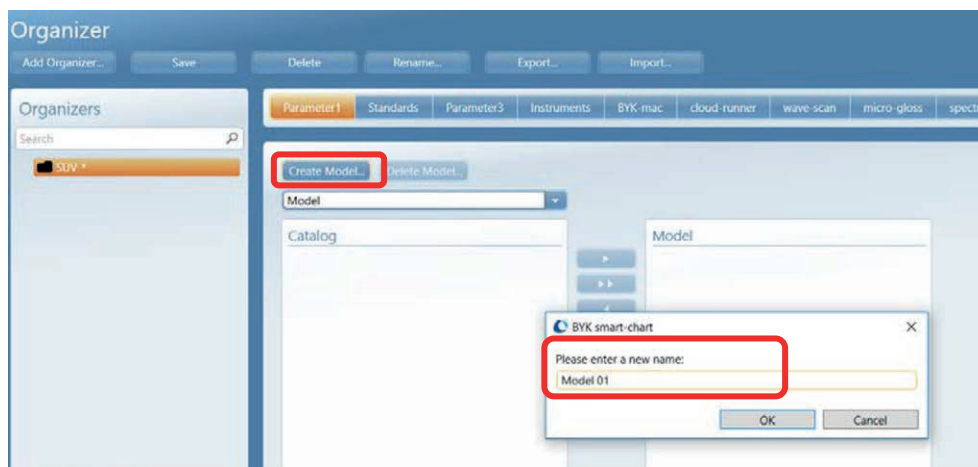 Organizer
Add Organizer... Save Delete Rename... Export... Import...
Organizers
Search
SUV *
Parameter1 Standards Parameter3 Instruments BYK-mac cloud-runner wave-scan micro-gloss spectr
Create Model... Delete Model...
Model
Catalog
Model
BYK smart-chart
Please enter a new name:
Model 01
OK Cancel